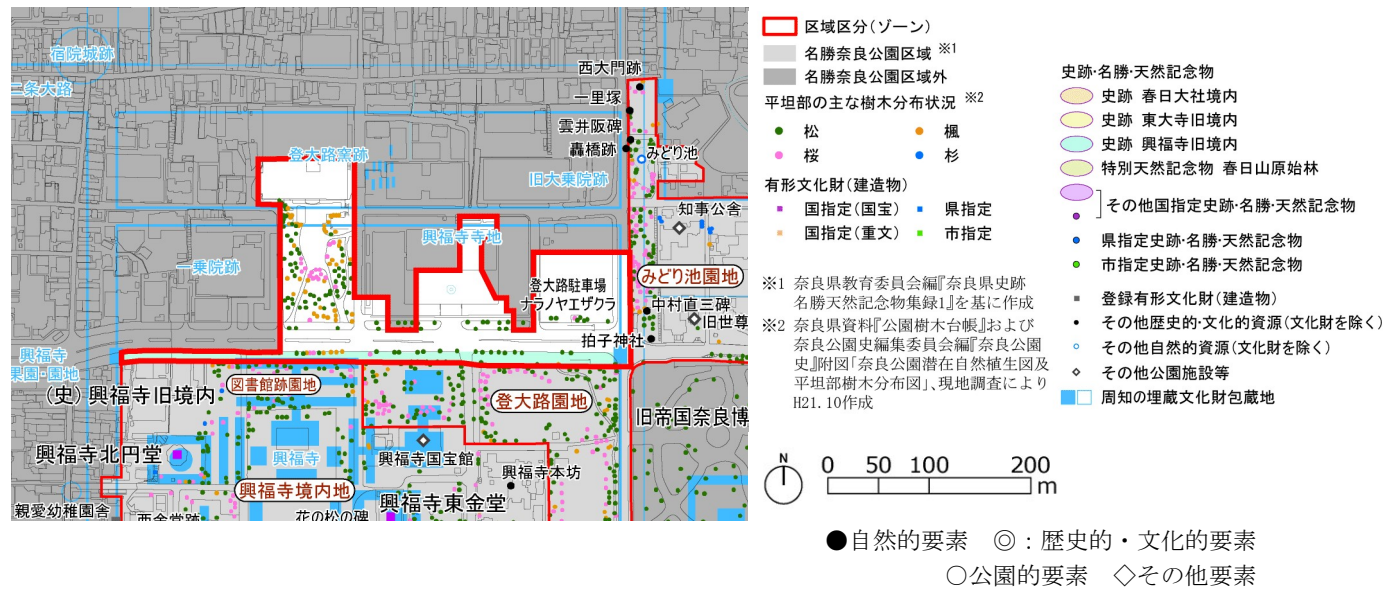 宿院城跡
二条大路
西大門跡
一里塚
雲井阪碑
轟橋跡
みどり池
登大路窯跡
旧大乗院跡
知事公舎
興福寺寺地
一乗院跡
みどり池園地
登大路駐車場
ナラノヤエザクラ
中村直三碑
旧世尊
拍子神社
興福寺
果園・園地
(史)興福寺旧境内
図書館跡園地
登大路園地
旧帝国奈良博
興福寺北円堂
興福寺
興福寺国宝館
興福寺本坊
興福寺境内地
興福寺東金堂
親愛幼稚園舎
西金堂跡
花の松の碑
区域区分(ゾーン)
名勝奈良公園区域 ※1
名勝奈良公園区域外
平坦部の主な樹木分布状況 ※2
松 楓
桜 杉
有形文化財(建造物)
国指定(国宝) 県指定
国指定(重文) 市指定
※1 奈良県教育委員会編『奈良県史跡
名勝天然記念物集録1』を基に作成
※2 奈良県資料『公園樹木台帳』および
奈良公園史編集委員会編『奈良公園
史』附図「奈良公園潜在自然植生図及
平坦部樹木分布図」、現地調査により
H21.10作成
N
0 50 100 200
m
史跡・名勝・天然記念物
史跡 春日大社境内
史跡 東大寺旧境内
史跡 興福寺旧境内
特別天然記念物 春日山原始林
その他国指定史跡・名勝・天然記念物
県指定史跡・名勝・天然記念物
市指定史跡・名勝・天然記念物
登録有形文化財(建造物)
その他歴史的・文化的資源(文化財を除く)
その他自然的資源(文化財を除く)
その他公園施設等
周知の埋蔵文化財包蔵地
●自然的要素 ◎:歴史的・文化的要素
○公園的要素 ◇その他要素